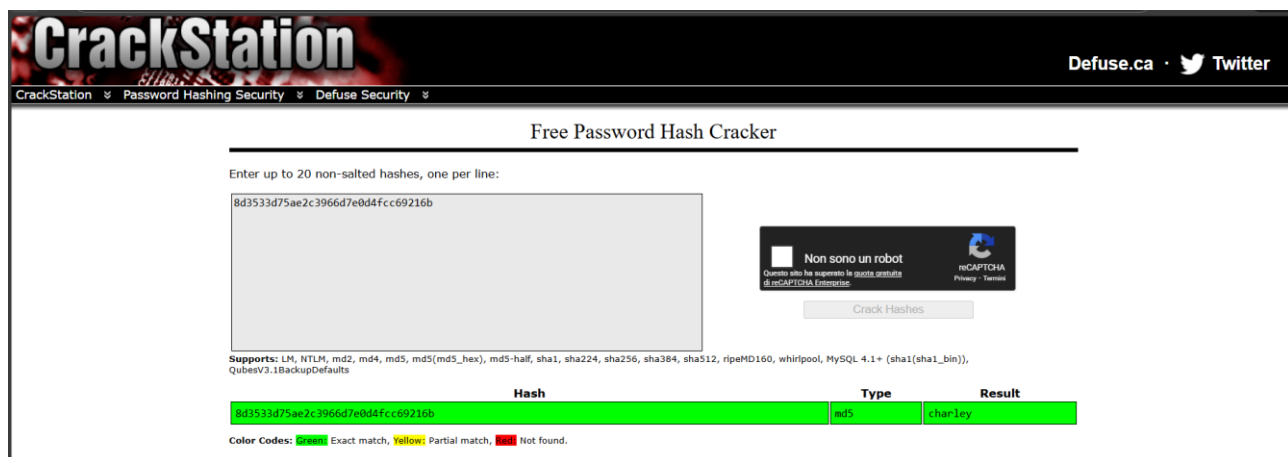 CrackStation
Defuse.ca · Twitter
CrackStation Password Hashing Security Defuse Security
Free Password Hash Cracker
Enter up to 20 non-salted hashes, one per line:
8d3533d75ae2c3966d7e0d4fcc69216b
Non sono un robot
Questo sito ha superato la quota gratuita
di reCAPTCHA Enterprise.
reCAPTCHA
Privacy - Termini
Crack Hashes
Supports: LM, NTLM, md2, md4, md5, md5(md5_hex), md5-half, sha1, sha224, sha256, sha384, sha512, ripeMD160, whirlpool, MySQL 4.1+ (sha1(sha1_bin)),
QubesV3.1BackupDefaults
Hash Type Result
8d3533d75ae2c3966d7e0d4fcc69216b md5 charley
Color Codes: Green: Exact match, Yellow: Partial match, Red: Not found.